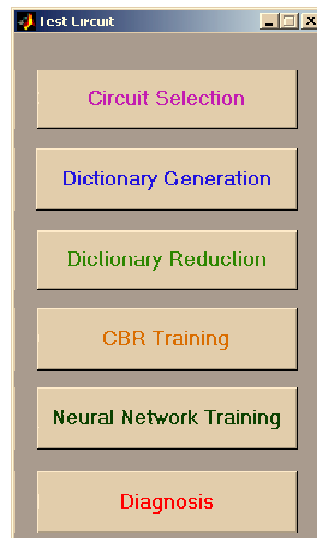 Test Circuit
Circuit Selection
Dictionary Generation
Dictionary Reduction
CBR Training
Neural Network Training
Diagnosis